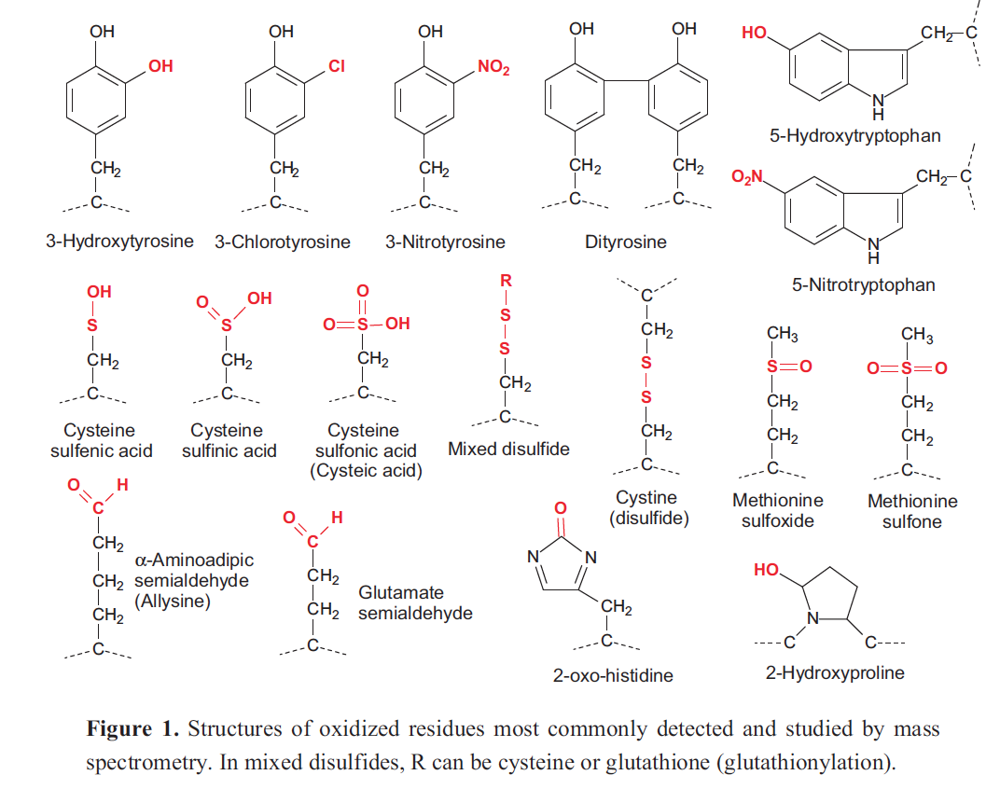 OH
OH
CH2
C
3-Hydroxytyrosine
OH
Cl
CH2
C
3-Chlorotyrosine
OH
NO2
CH2
C
3-Nitrotyrosine
OH
OH
CH2
CH2
C
C
Dityrosine
HO
CH2
C
N
H
5-Hydroxytryptophan
O2N
CH2
C
N
H
5-Nitrotryptophan
OH
S
CH2
C
Cysteine
sulfenic acid
O
OH
S
CH2
C
Cysteine
sulfinic acid
O
O=S–OH
CH2
C
Cysteine
sulfonic acid
(Cysteic acid)
R
S
S
CH2
C
Mixed disulfide
C
CH2
S
S
CH2
C
Cystine
(disulfide)
CH3
S=O
CH2
CH2
C
Methionine
sulfoxide
CH3
O=S=O
CH2
CH2
C
Methionine
sulfone
O
H
C
CH2
CH2
CH2
C
α-Aminoadipic
semialdehyde
(Allysine)
O
H
C
CH2
CH2
C
Glutamate
semialdehyde
O
N
N
CH2
C
2-oxo-histidine
HO
N
C
C
2-Hydroxyproline
Figure 1. Structures of oxidized residues most commonly detected and studied by mass
spectrometry. In mixed disulfides, R can be cysteine or glutathione (glutathionylation).